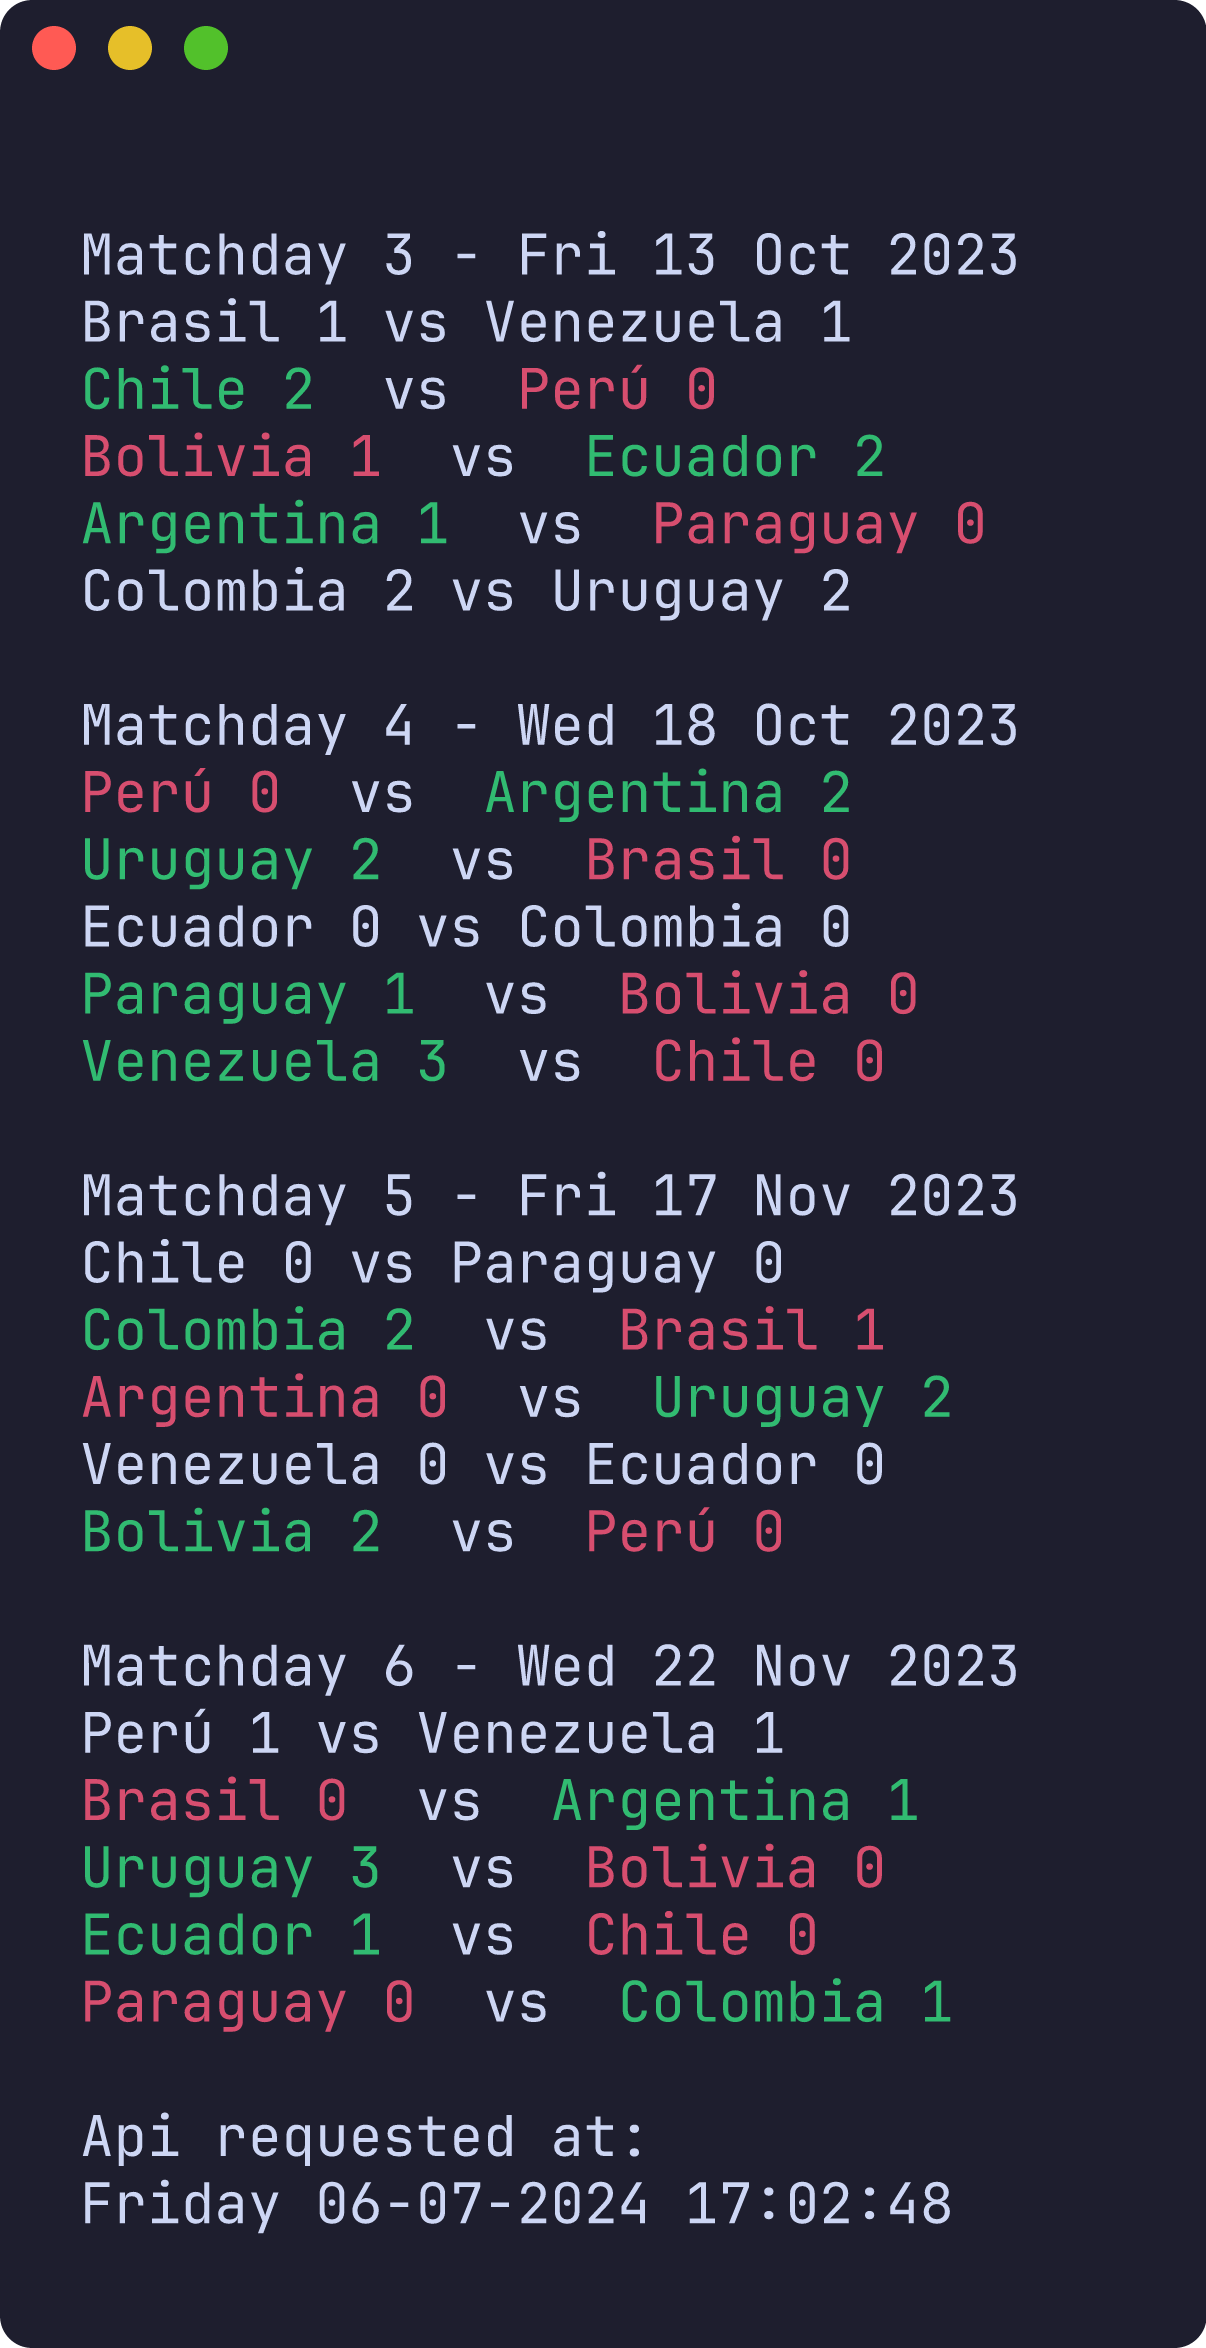 Matchday 3 - Fri 13 Oct 2023
Brasil 1 vs Venezuela 1
Chile 2  vs  Perú 0
Bolivia 1  vs  Ecuador 2
Argentina 1  vs  Paraguay 0
Colombia 2 vs Uruguay 2
Matchday 4 - Wed 18 Oct 2023
Perú 0  vs  Argentina 2
Uruguay 2  vs  Brasil 0
Ecuador 0 vs Colombia 0
Paraguay 1  vs  Bolivia 0
Venezuela 3  vs  Chile 0
Matchday 5 - Fri 17 Nov 2023
Chile 0 vs Paraguay 0
Colombia 2  vs  Brasil 1
Argentina 0  vs  Uruguay 2
Venezuela 0 vs Ecuador 0
Bolivia 2  vs  Perú 0
Matchday 6 - Wed 22 Nov 2023
Perú 1 vs Venezuela 1
Brasil 0  vs  Argentina 1
Uruguay 3  vs  Bolivia 0
Ecuador 1  vs  Chile 0
Paraguay 0  vs  Colombia 1
Api requested at:
Friday 06-07-2024 17:02:48